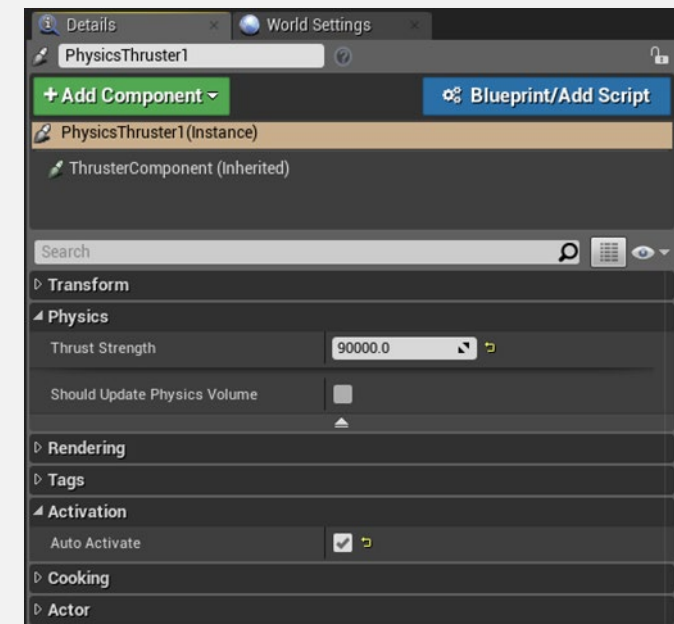 Details World Settings
PhysicsThruster1
+Add Component Blueprint/Add Script
PhysicsThruster1(Instance)
ThrusterComponent (Inherited)
Search
Transform
Physics
Thrust Strength 90000.0
Should Update Physics Volume
Rendering
Tags
Activation
Auto Activate
Cooking
Actor